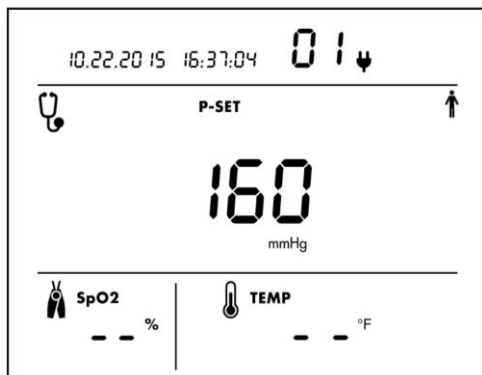 10.22.2015 16:37:04 01
P-SET
160
mmHg
SpO2 TEMP
-- % -- °F